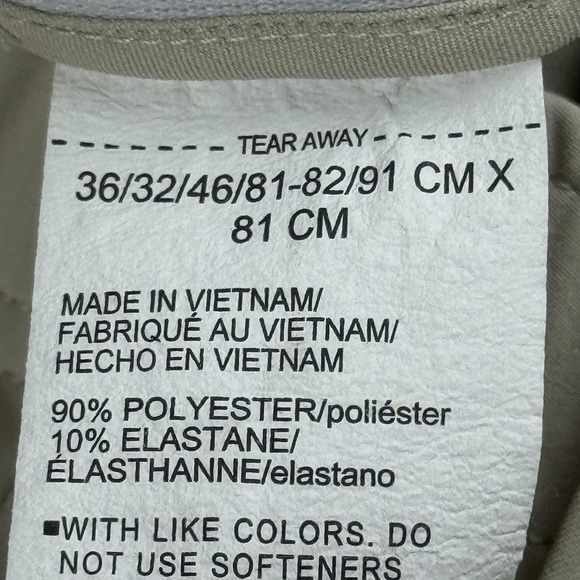 TEAR AWAY
36/32/46/81-82/91 CM X
81 CM
MADE IN VIETNAM/
FABRIQUÉ AU VIETNAM/
HECHO EN VIETNAM
90% POLYESTER/poliéster
10% ELASTANE/
ÉLASTHANNE/elastano
▪WITH LIKE COLORS. DO
NOT USE SOFTENERS